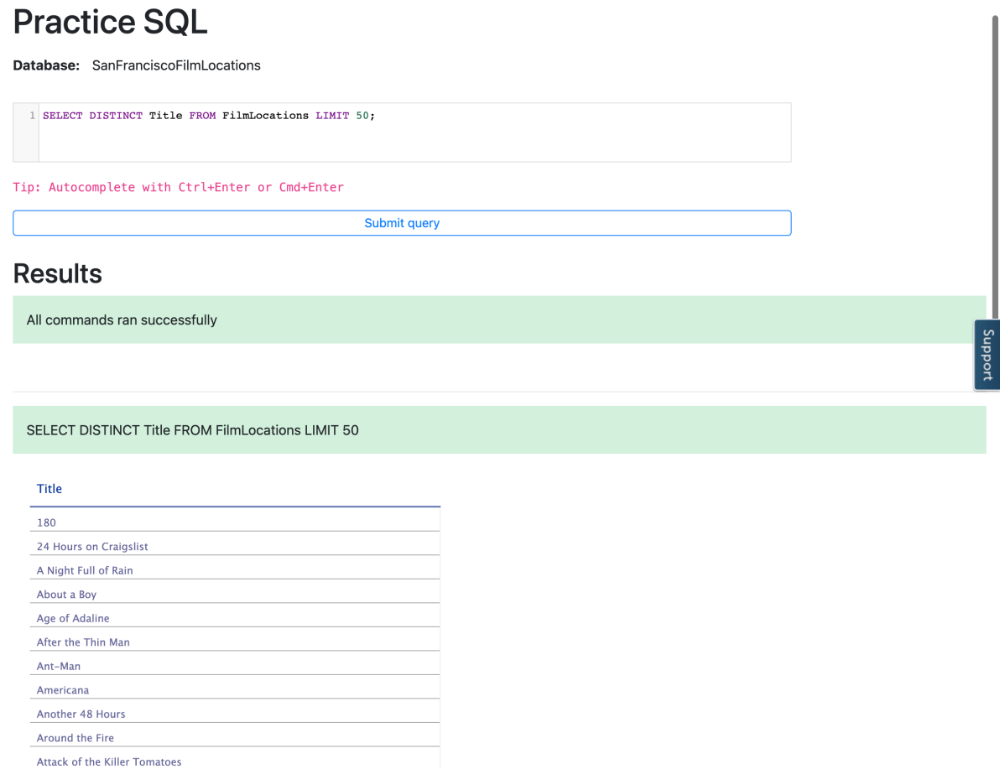 Practice SQL
Database: SanFranciscoFilmLocations
1 SELECT DISTINCT Title FROM FilmLocations LIMIT 50;
Tip: Autocomplete with Ctrl+Enter or Cmd+Enter
Submit query
Results
All commands ran successfully
Support
SELECT DISTINCT Title FROM FilmLocations LIMIT 50
Title
180
24 Hours on Craigslist
A Night Full of Rain
About a Boy
Age of Adaline
After the Thin Man
Ant-Man
Americana
Another 48 Hours
Around the Fire
Attack of the Killer Tomatoes